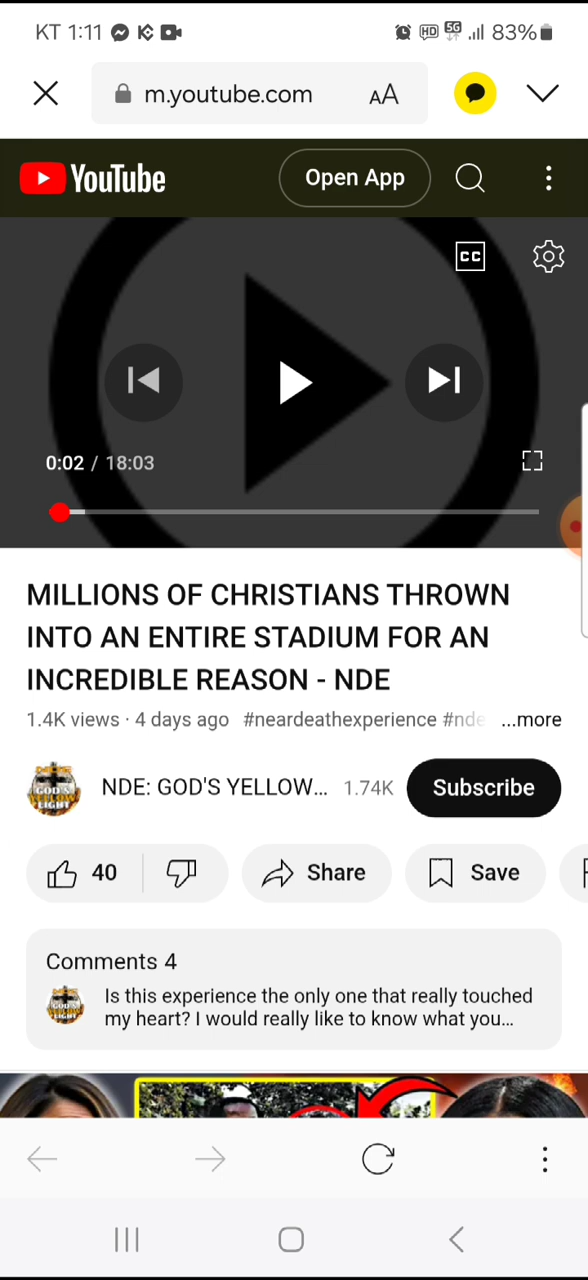 KT 1:11 HD 5G 83%
m.youtube.com AA
YouTube Open App
CC
0:02 / 18:03
MILLIONS OF CHRISTIANS THROWN
INTO AN ENTIRE STADIUM FOR AN
INCREDIBLE REASON - NDE
1.4K views · 4 days ago #neardeathexperience #nde ...more
NDE: GOD'S YELLOW... 1.74K Subscribe
40 Share Save
Comments 4
Is this experience the only one that really touched
my heart? I would really like to know what you...